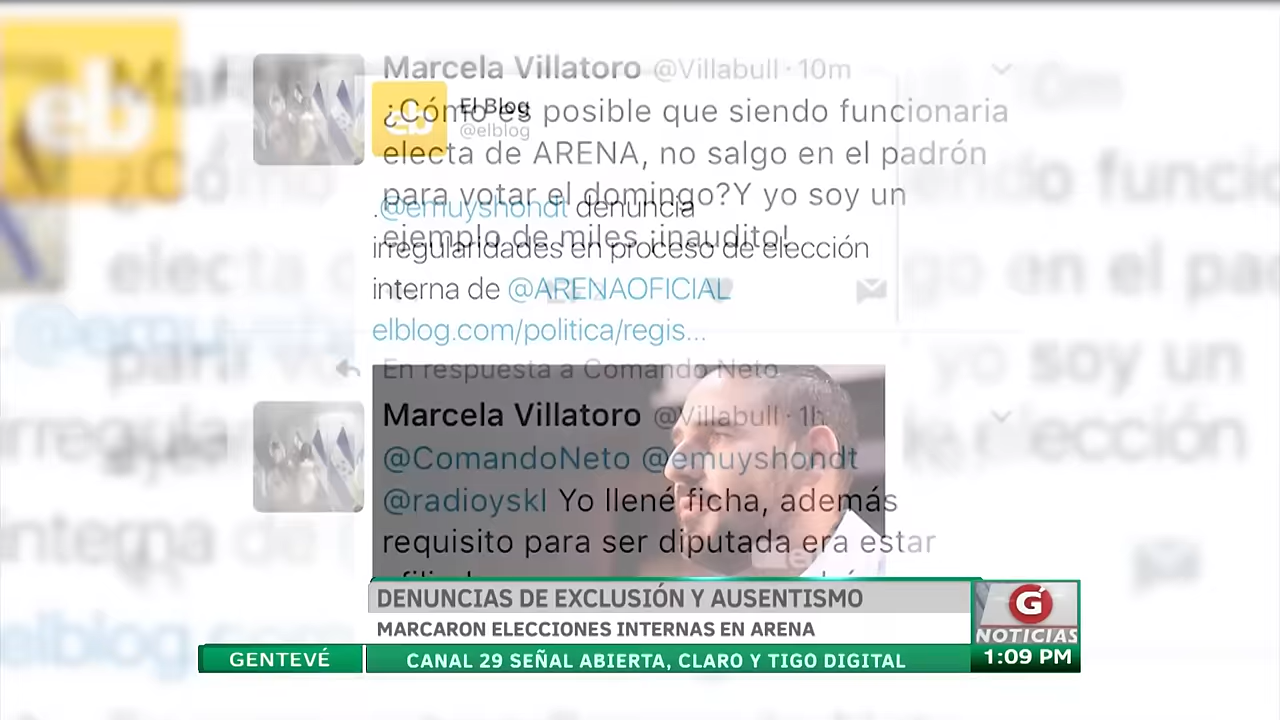 Marcela Villatoro @Villabull · 10m
¿Cómo es posible que siendo funcionaria
electa de ARENA, no salgo en el padrón
para votar el domingo?Y yo soy un
ejemplo de miles ¡inaudito!
eb
El Blog
@elblog
.@emuyshondt denuncia
irregularidades en proceso de elección
interna de @ARENAOFICIAL
elblog.com/politica/regis...
En respuesta a Comando Neto
Marcela Villatoro @Villabull · 1h
@ComandoNeto @emuyshondt
@radioyskl Yo llené ficha, además
requisito para ser diputada era estar
DENUNCIAS DE EXCLUSIÓN Y AUSENTISMO
MARCARON ELECCIONES INTERNAS EN ARENA
G
NOTICIAS
1:09 PM
GENTEVÉ
CANAL 29 SEÑAL ABIERTA, CLARO Y TIGO DIGITAL